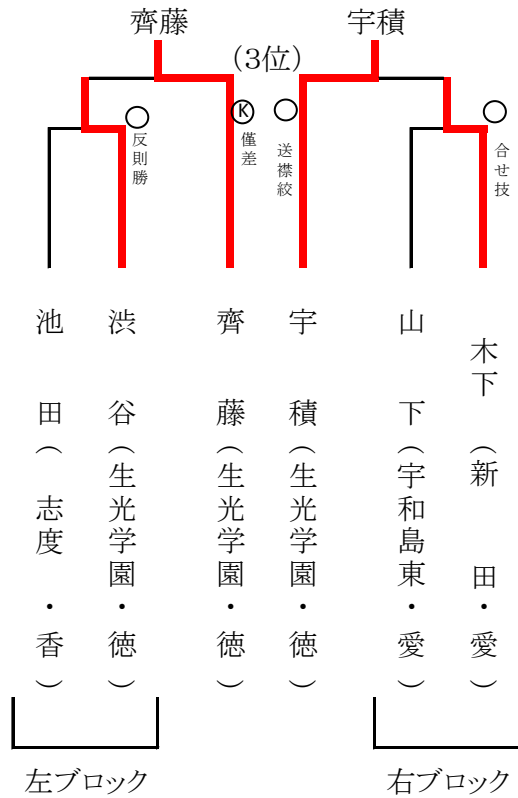 齊藤
宇積
(3位)
反則勝
Ⓚ
僅差
送襟絞
合せ技
池田(志度・香)
渋谷(生光学園・徳)
齊藤(生光学園・徳)
宇積(生光学園・徳)
山下(宇和島東・愛)
木下(新田・愛)
左ブロック
右ブロック